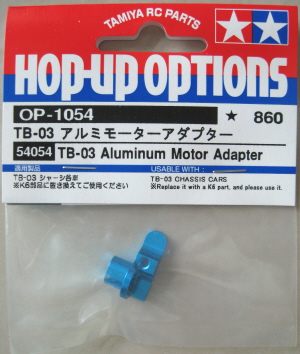 TAMIYA RC PARTS
HOP-UP OPTIONS
OP-1054
★ 860
TB-03 アルミモーターアダプター
54054 TB-03 Aluminum Motor Adapter
適用製品
USABLE WITH :
TB-03 シャーシ各車
TB-03 CHASSIS CARS
※K6部品に置き換えてご使用ください
※Replace it with a K6 part, and please use it.